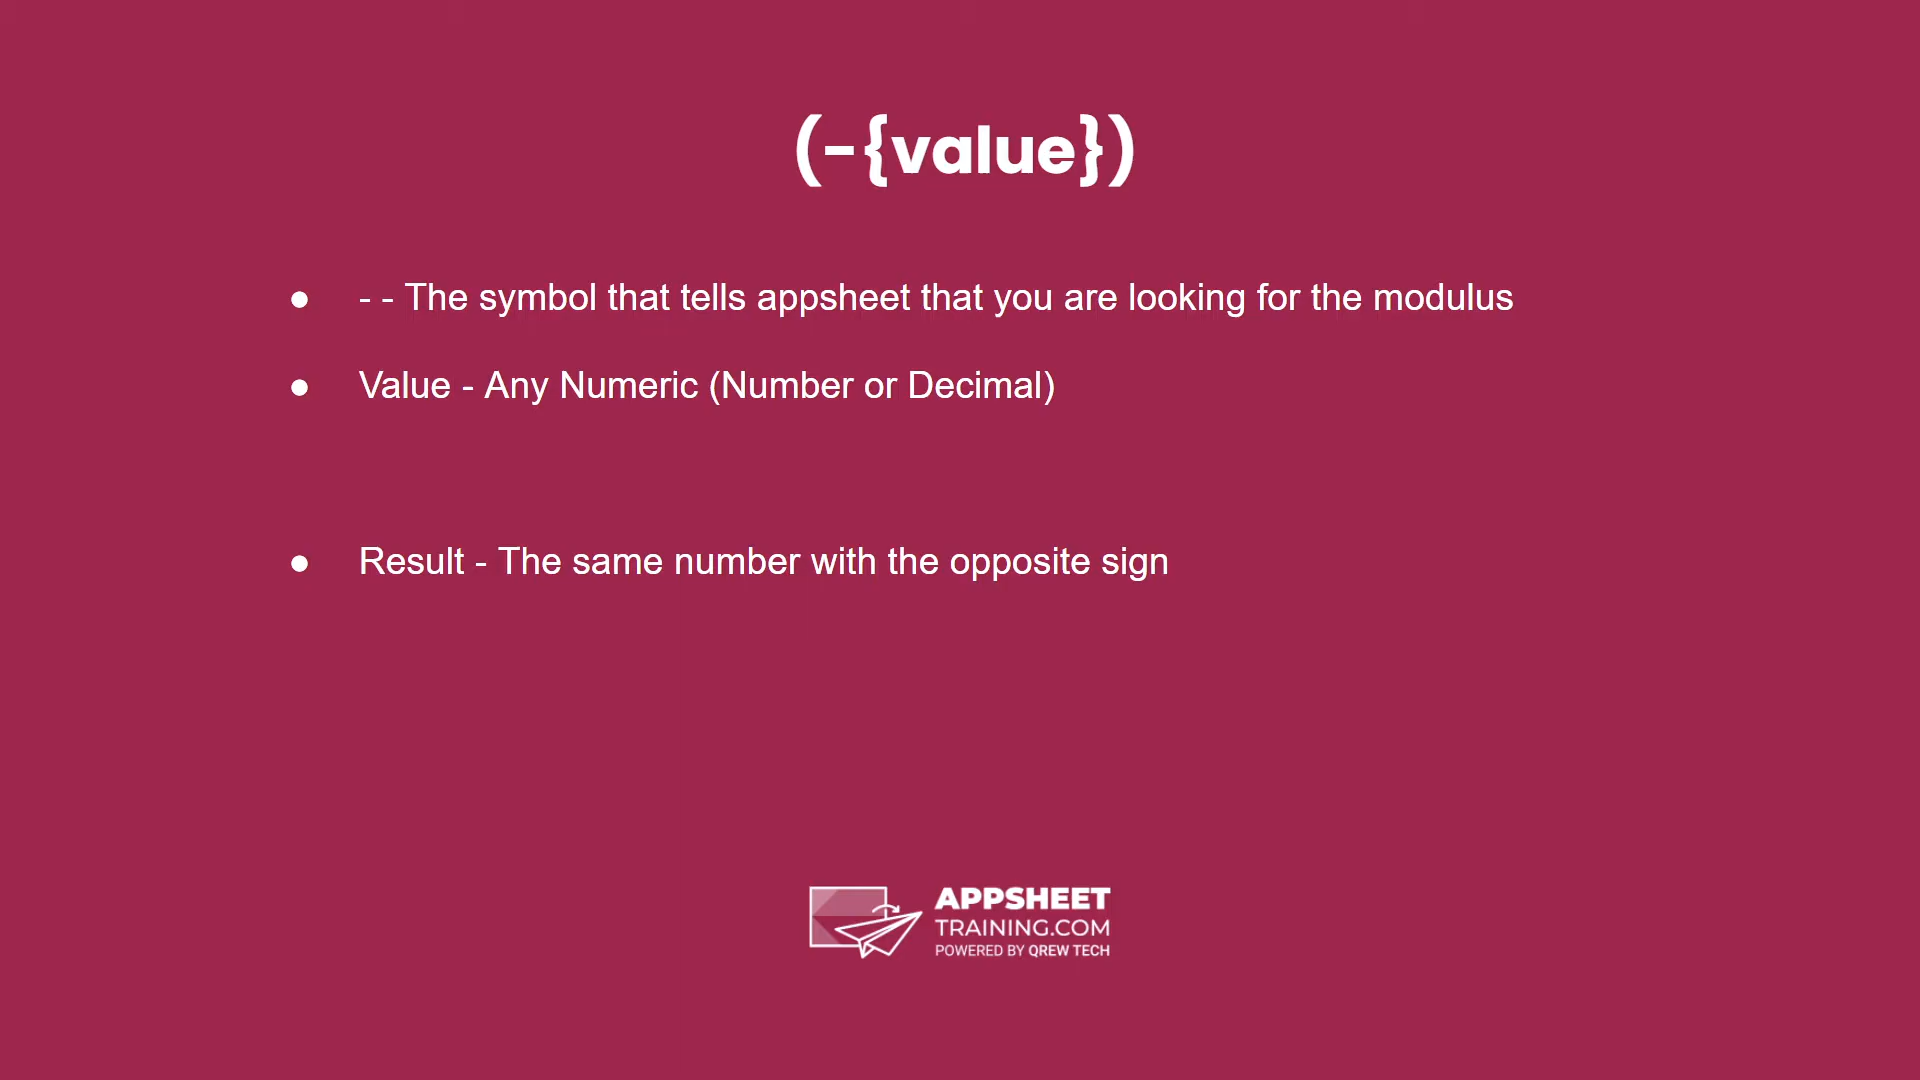 (-{value})
● - - The symbol that tells appsheet that you are looking for the modulus
● Value - Any Numeric (Number or Decimal)
● Result - The same number with the opposite sign
APPSHEET
TRAINING.COM
POWERED BY QREW TECH